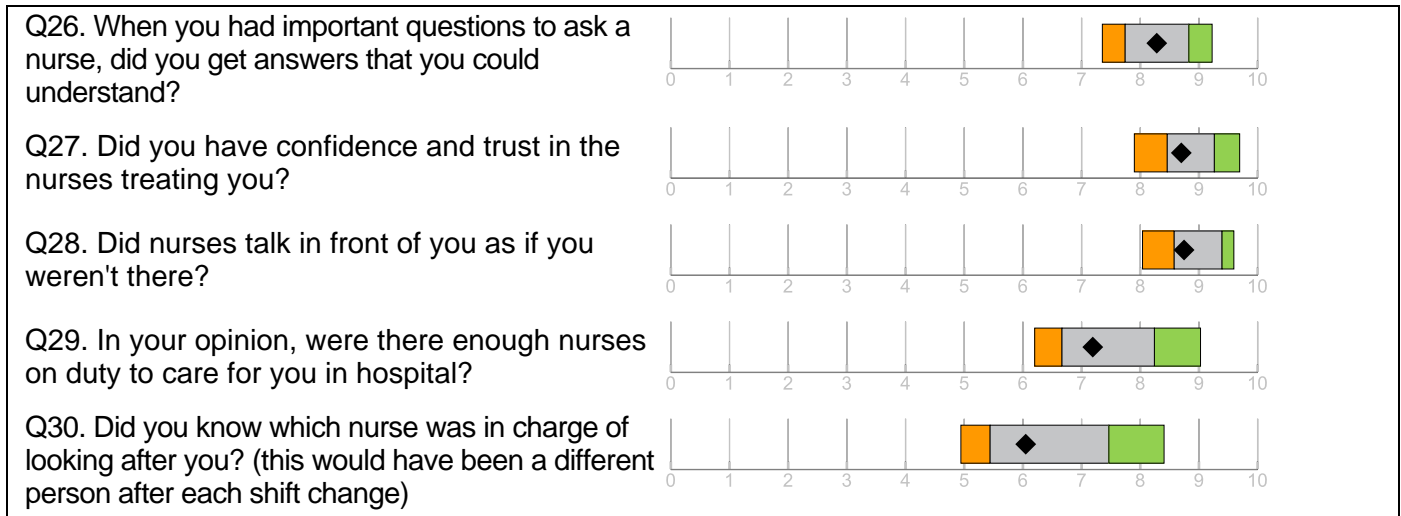 Q26. When you had important questions to ask a
nurse, did you get answers that you could
understand?
0 1 2 3 4 5 6 7 8 9 10
Q27. Did you have confidence and trust in the
nurses treating you?
0 1 2 3 4 5 6 7 8 9 10
Q28. Did nurses talk in front of you as if you
weren't there?
0 1 2 3 4 5 6 7 8 9 10
Q29. In your opinion, were there enough nurses
on duty to care for you in hospital?
0 1 2 3 4 5 6 7 8 9 10
Q30. Did you know which nurse was in charge of
looking after you? (this would have been a different
person after each shift change)
0 1 2 3 4 5 6 7 8 9 10